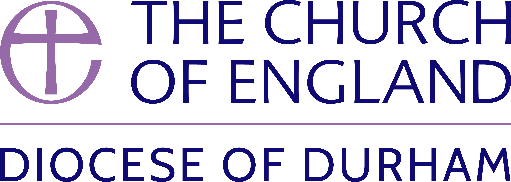 THE CHURCH
OF ENGLAND
DIOCESE OF DURHAM